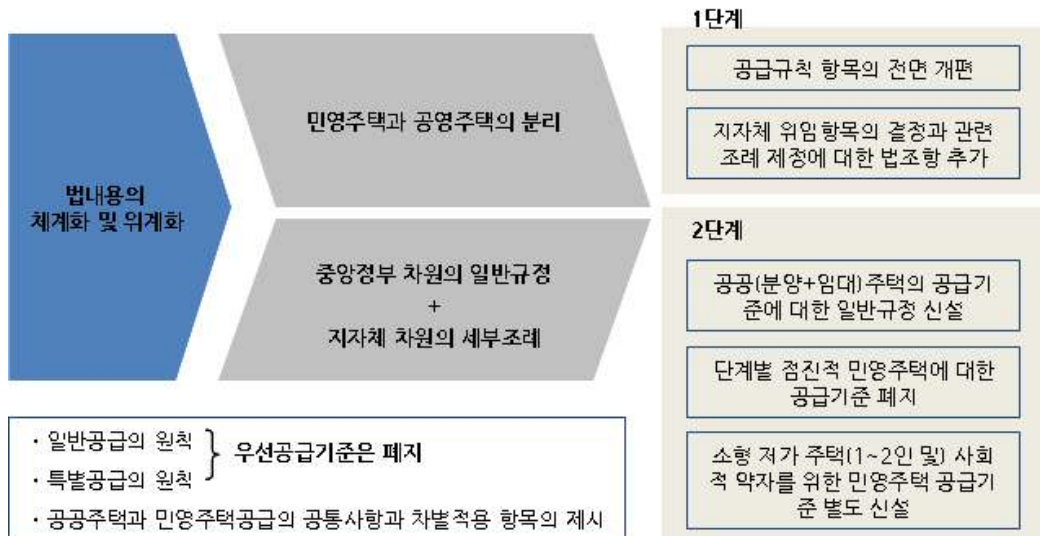 법내용의
체계화 및 위계화
민영주택과 공영주택의 분리
중앙정부 차원의 일반규정
+
지자체 차원의 세부조례
· 일반공급의 원칙
· 특별공급의 원칙
우선공급기준은 폐지
· 공공주택과 민영주택공급의 공통사항과 차별적용 항목의 제시
1단계
공급규칙 항목의 전면 개편
지자체 위임항목의 결정과 관련
조례 제정에 대한 법조항 추가
2단계
공공(분양+임대)주택의 공급기
준에 대한 일반규정 신설
단계별 점진적 민영주택에 대한
공급기준 폐지
소형 저가 주택(1~2인 및) 사회
적 약자를 위한 민영주택 공급기
준 별도 신설